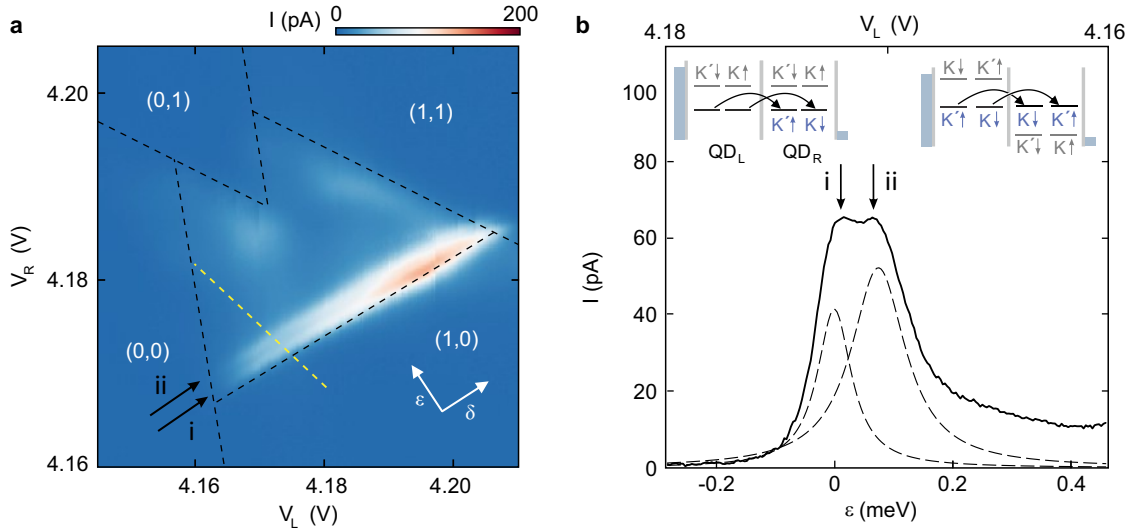 a
I (pA)
0
200
4.20
4.18
4.16
V_R (V)
(0,1)
(1,1)
(0,0)
(1,0)
ii
i
ε
δ
4.16
4.18
4.20
V_L (V)
b
V_L (V)
4.18
4.16
K´↓ K↑ K´↓ K↑
K´↑ K↓
QD_L QD_R
K↓ K´↑
K´↑ K↓ K↓ K´↑
K´↓ K↑
i
ii
100
80
60
40
20
0
I (pA)
-0.2
0
0.2
0.4
ε (meV)